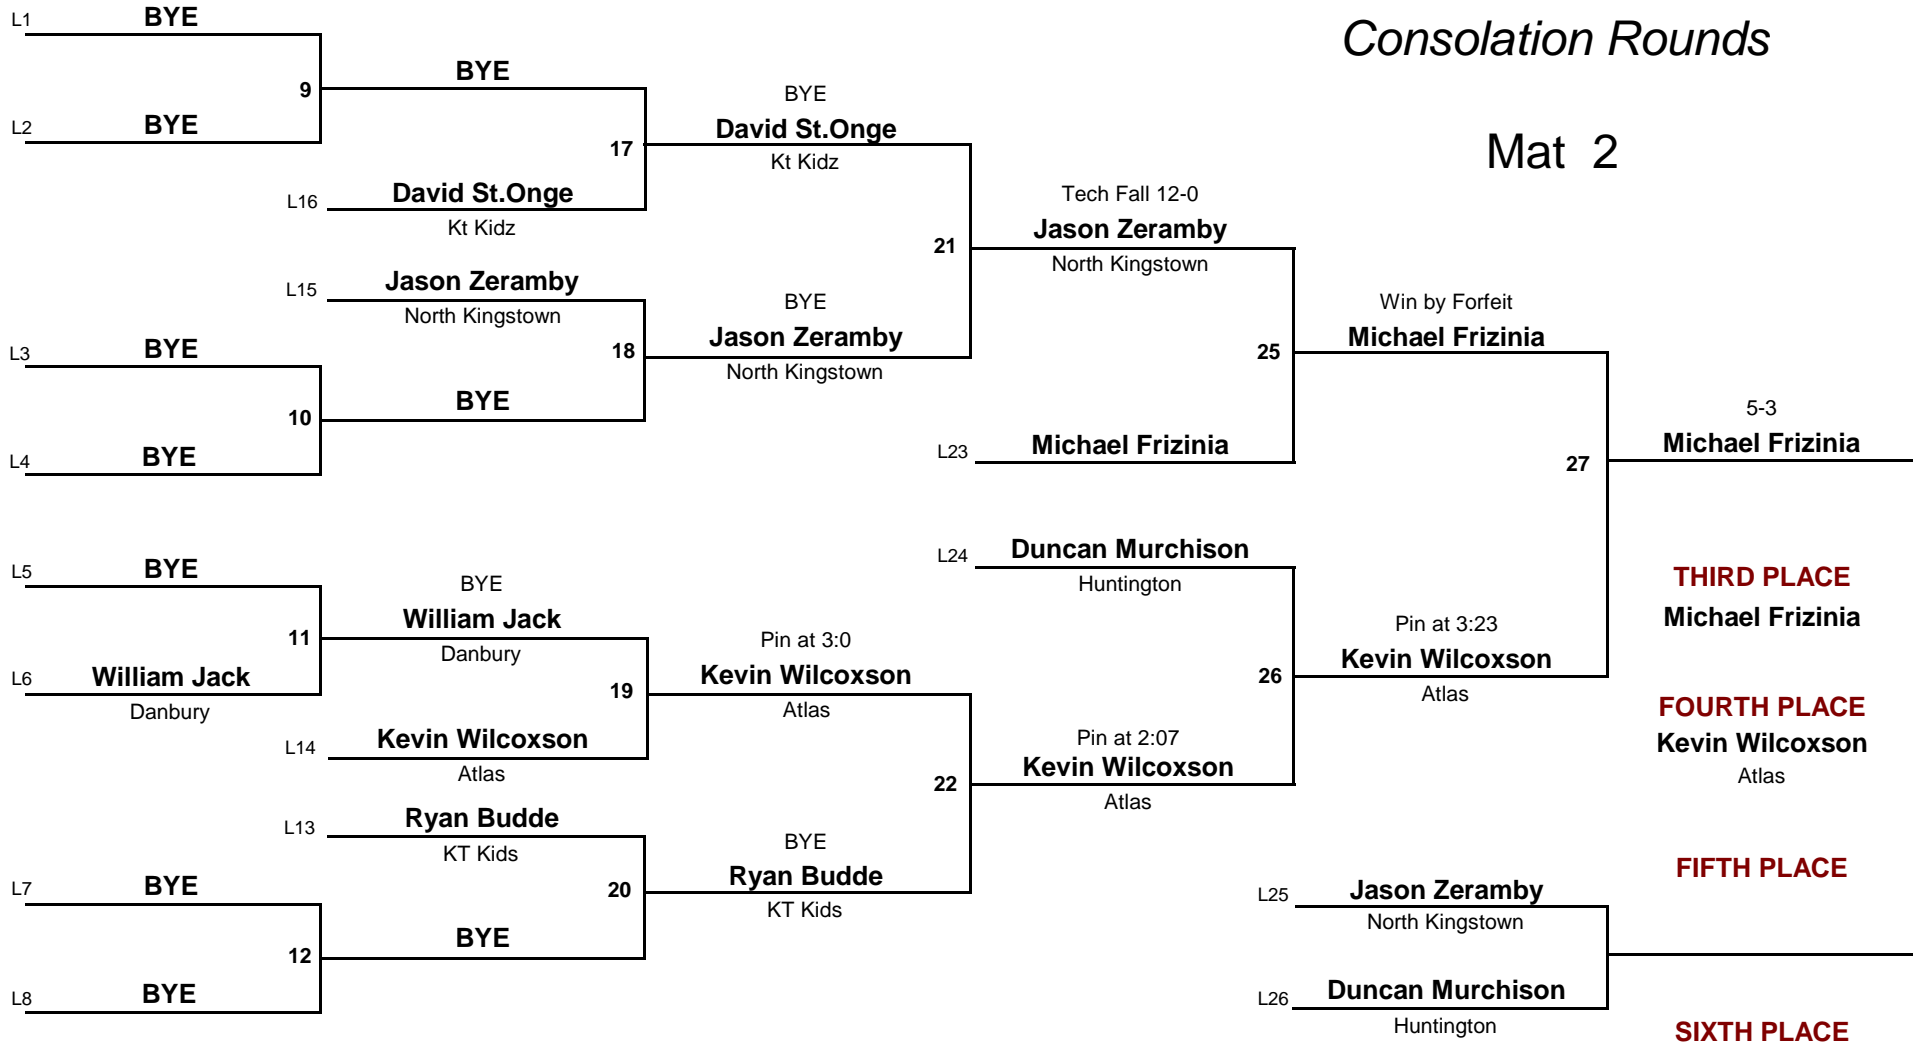 Consolation Rounds
Mat 2
L1 BYE
9
L2 BYE
BYE
17
L16 David St.Onge
Kt Kidz
BYE
David St.Onge
Kt Kidz
L15 Jason Zeramby
North Kingstown
18
BYE
Jason Zeramby
North Kingstown
21
L3 BYE
10
L4 BYE
BYE
Tech Fall 12-0
Jason Zeramby
North Kingstown
25
L23 Michael Frizinia
Win by Forfeit
Michael Frizinia
27
5-3
Michael Frizinia
L5 BYE
11
L6 William Jack
Danbury
BYE
William Jack
Danbury
19
L14 Kevin Wilcoxson
Atlas
Pin at 3:0
Kevin Wilcoxson
Atlas
22
L13 Ryan Budde
KT Kids
20
L7 BYE
12
L8 BYE
BYE
BYE
Ryan Budde
KT Kids
L24 Duncan Murchison
Huntington
26
Pin at 2:07
Kevin Wilcoxson
Atlas
Pin at 3:23
Kevin Wilcoxson
Atlas
THIRD PLACE
Michael Frizinia
FOURTH PLACE
Kevin Wilcoxson
Atlas
FIFTH PLACE
L25 Jason Zeramby
North Kingstown
L26 Duncan Murchison
Huntington
SIXTH PLACE